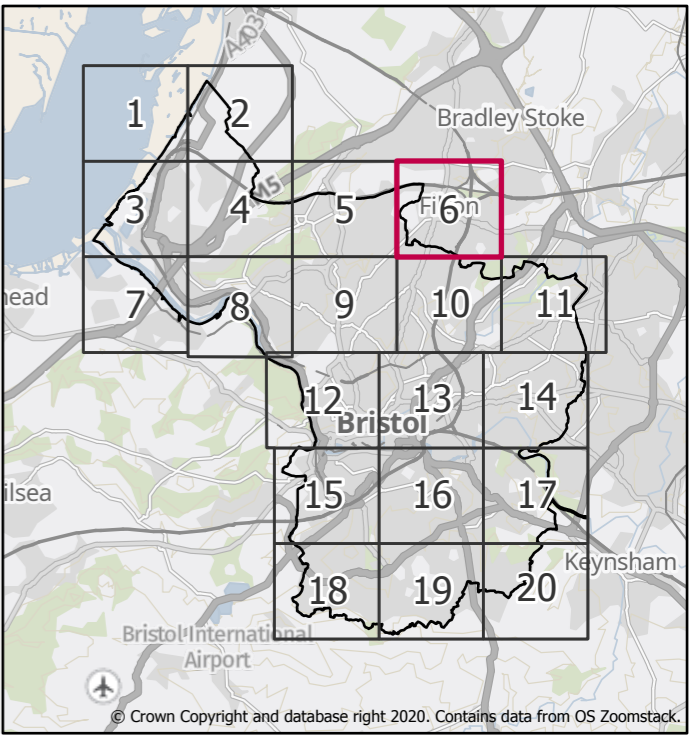 A403
1
2
Bradley Stoke
M5
3
4
5
6
Filton
ead
7
8
9
10
11
12
13
14
Bristol
ilsea
15
16
17
Keynsham
18
19
20
Bristol International
Airport
© Crown Copyright and database right 2020. Contains data from OS Zoomstack.